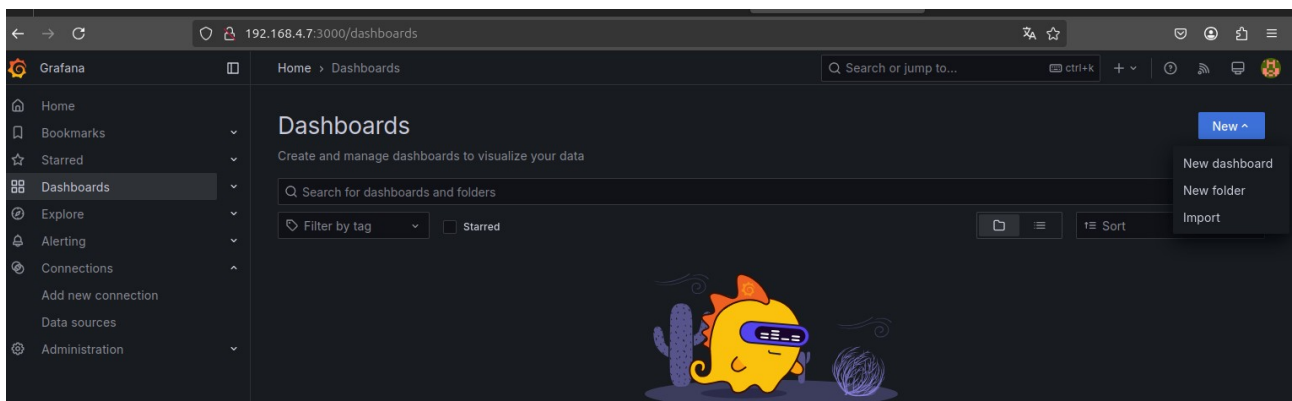 192.168.4.7:3000/dashboards
Grafana
Home › Dashboards
Search or jump to...
ctrl+k
Home
Bookmarks
Starred
Dashboards
Explore
Alerting
Connections
Add new connection
Data sources
Administration
Dashboards
Create and manage dashboards to visualize your data
Search for dashboards and folders
Filter by tag
Starred
Sort
New
New dashboard
New folder
Import